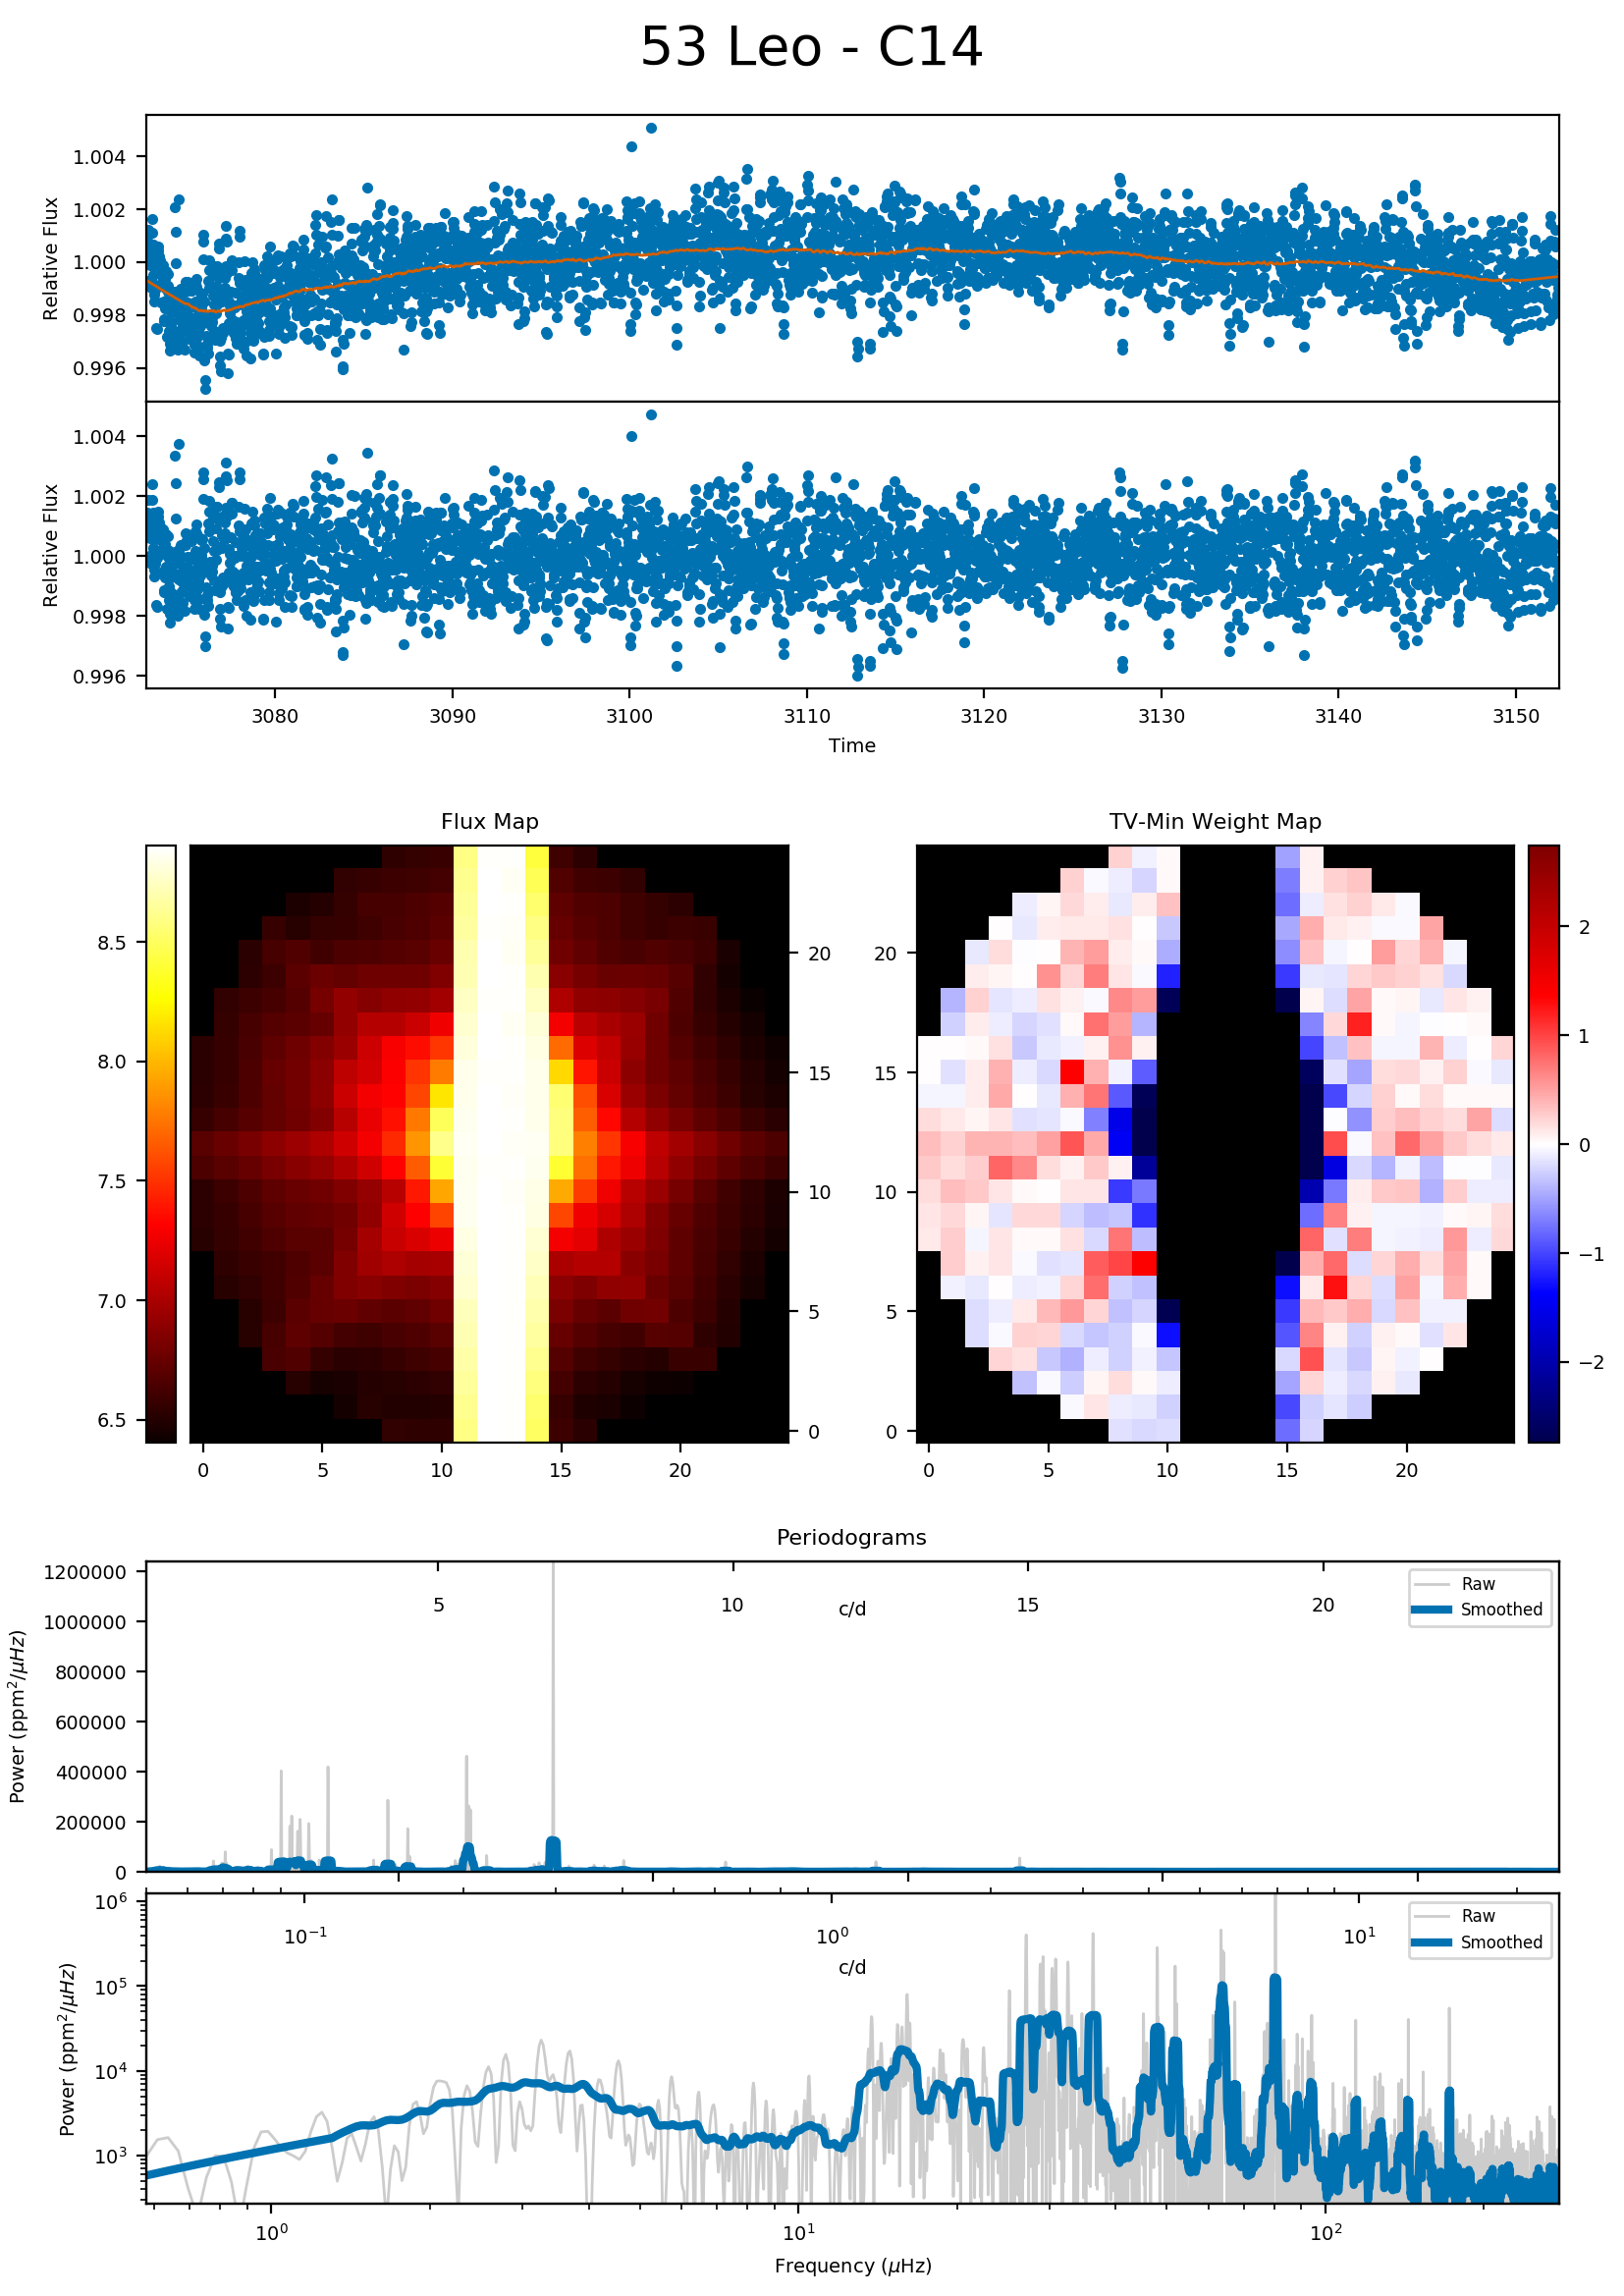 53 Leo - C14
1.004
1.002
1.000
0.998
0.996
Relative Flux
1.004
1.002
1.000
0.998
0.996
Relative Flux
3080 3090 3100 3110 3120 3130 3140 3150
Time
Flux Map
8.5
8.0
7.5
7.0
6.5
20
15
10
5
0
0 5 10 15 20
TV-Min Weight Map
20
15
10
5
0
2
1
0
−1
−2
0 5 10 15 20
Periodograms
1200000
1000000
800000
600000
400000
200000
0
Power (ppm²/μHz)
5 10 15 20
c/d
Raw
Smoothed
10⁶
10⁵
10⁴
10³
Power (ppm²/μHz)
10⁻¹ 10⁰ 10¹
c/d
Raw
Smoothed
10⁰ 10¹ 10²
Frequency (μHz)